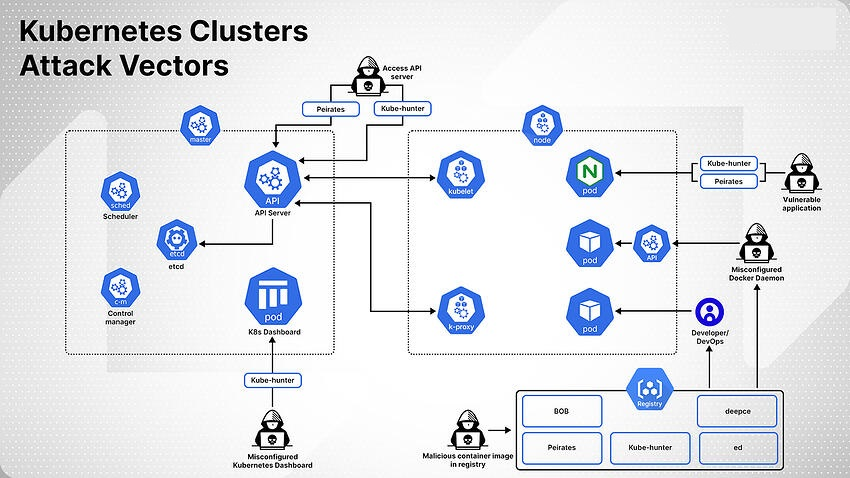 Kubernetes Clusters
Attack Vectors
Access API
server
Peirates
Kube-hunter
master
node
sched
Scheduler
API
API Server
kubelet
pod
Kube-hunter
Peirates
Vulnerable
application
etcd
etcd
pod
API
Misconfigured
Docker Daemon
c-m
Control
manager
pod
K8s Dashboard
k-proxy
pod
Developer/
DevOps
Kube-hunter
Misconfigured
Kubernetes Dashboard
Malicious container image
in registry
Registry
BOB
deepce
Peirates
Kube-hunter
ed